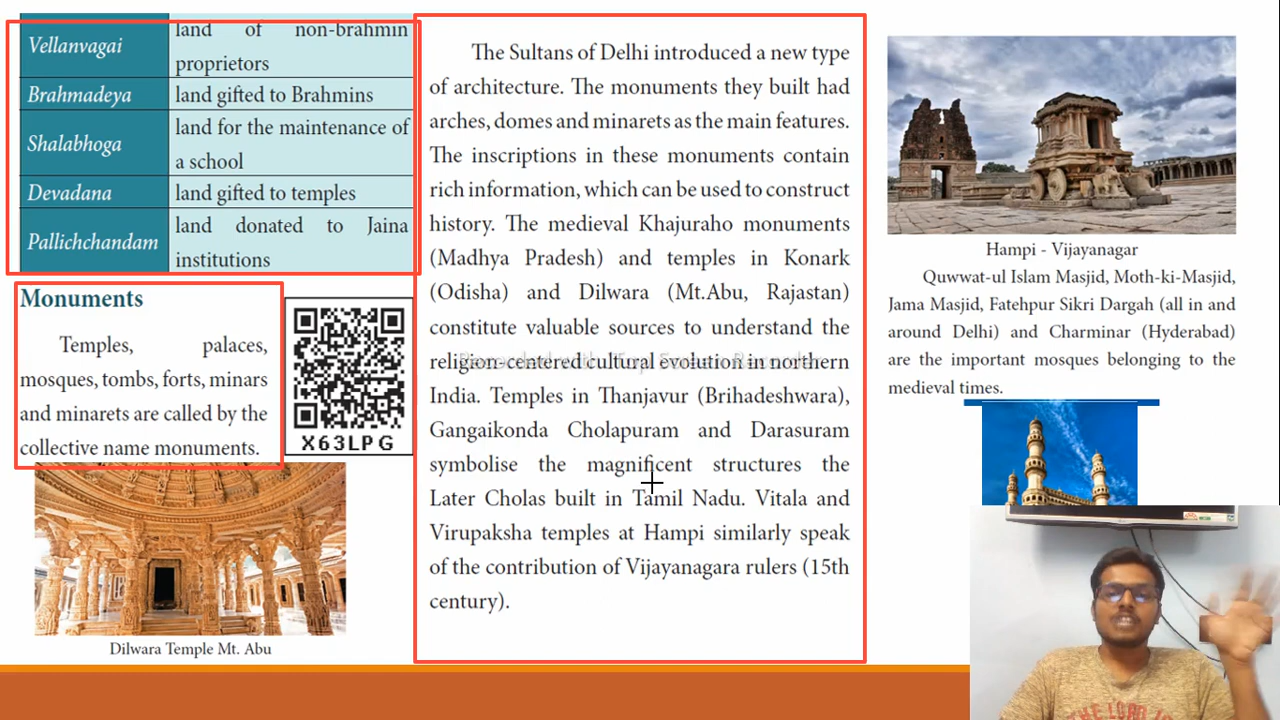 Vellanvagai
land of non-brahmin
proprietors
Brahmadeya
land gifted to Brahmins
Shalabhoga
land for the maintenance of
a school
Devadana
land gifted to temples
Pallichchandam
land donated to Jaina
institutions
Monuments
Temples, palaces,
mosques, tombs, forts, minars
and minarets are called by the
collective name monuments.
X63LPG
Dilwara Temple Mt. Abu
The Sultans of Delhi introduced a new type
of architecture. The monuments they built had
arches, domes and minarets as the main features.
The inscriptions in these monuments contain
rich information, which can be used to construct
history. The medieval Khajuraho monuments
(Madhya Pradesh) and temples in Konark
(Odisha) and Dilwara (Mt.Abu, Rajastan)
constitute valuable sources to understand the
religion-centered cultural evolution in northern
India. Temples in Thanjavur (Brihadeshwara),
Gangaikonda Cholapuram and Darasuram
symbolise the magnificent structures the
Later Cholas built in Tamil Nadu. Vitala and
Virupaksha temples at Hampi similarly speak
of the contribution of Vijayanagara rulers (15th
century).
Hampi - Vijayanagar
Quwwat-ul Islam Masjid, Moth-ki-Masjid,
Jama Masjid, Fatehpur Sikri Dargah (all in and
around Delhi) and Charminar (Hyderabad)
are the important mosques belonging to the
medieval times.